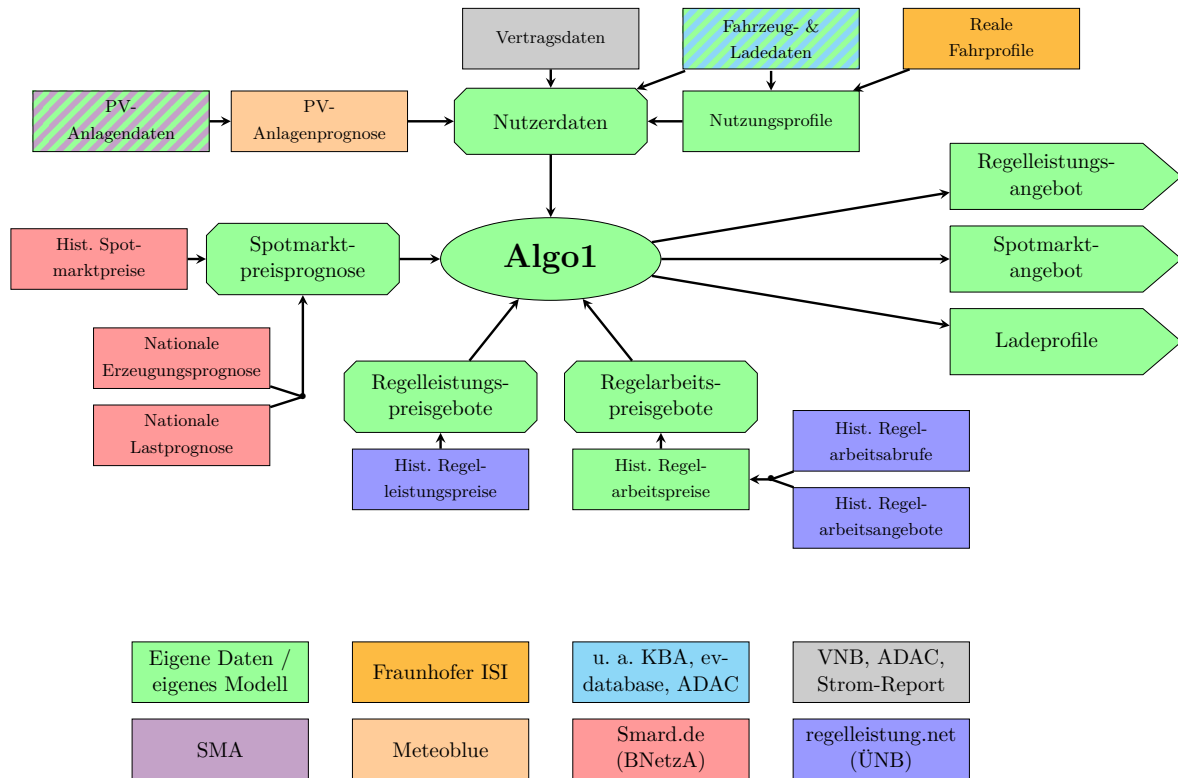 Vertragsdaten
Fahrzeug- &
Ladedaten
Reale
Fahrprofile
PV-
Anlagendaten
PV-
Anlagenprognose
Nutzerdaten
Nutzungsprofile
Regelleistungs-
angebot
Hist. Spot-
marktpreise
Spotmarkt-
preisprognose
Algo1
Spotmarkt-
angebot
Ladeprofile
Nationale
Erzeugungsprognose
Nationale
Lastprognose
Regelleistungs-
preisgebote
Regelarbeits-
preisgebote
Hist. Regel-
leistungspreise
Hist. Regel-
arbeitspreise
Hist. Regel-
arbeitsabrufe
Hist. Regel-
arbeitsangebote
Eigene Daten /
eigenes Modell
Fraunhofer ISI
u. a. KBA, ev-
database, ADAC
VNB, ADAC,
Strom-Report
SMA
Meteoblue
Smard.de
(BNetzA)
regelleistung.net
(ÜNB)